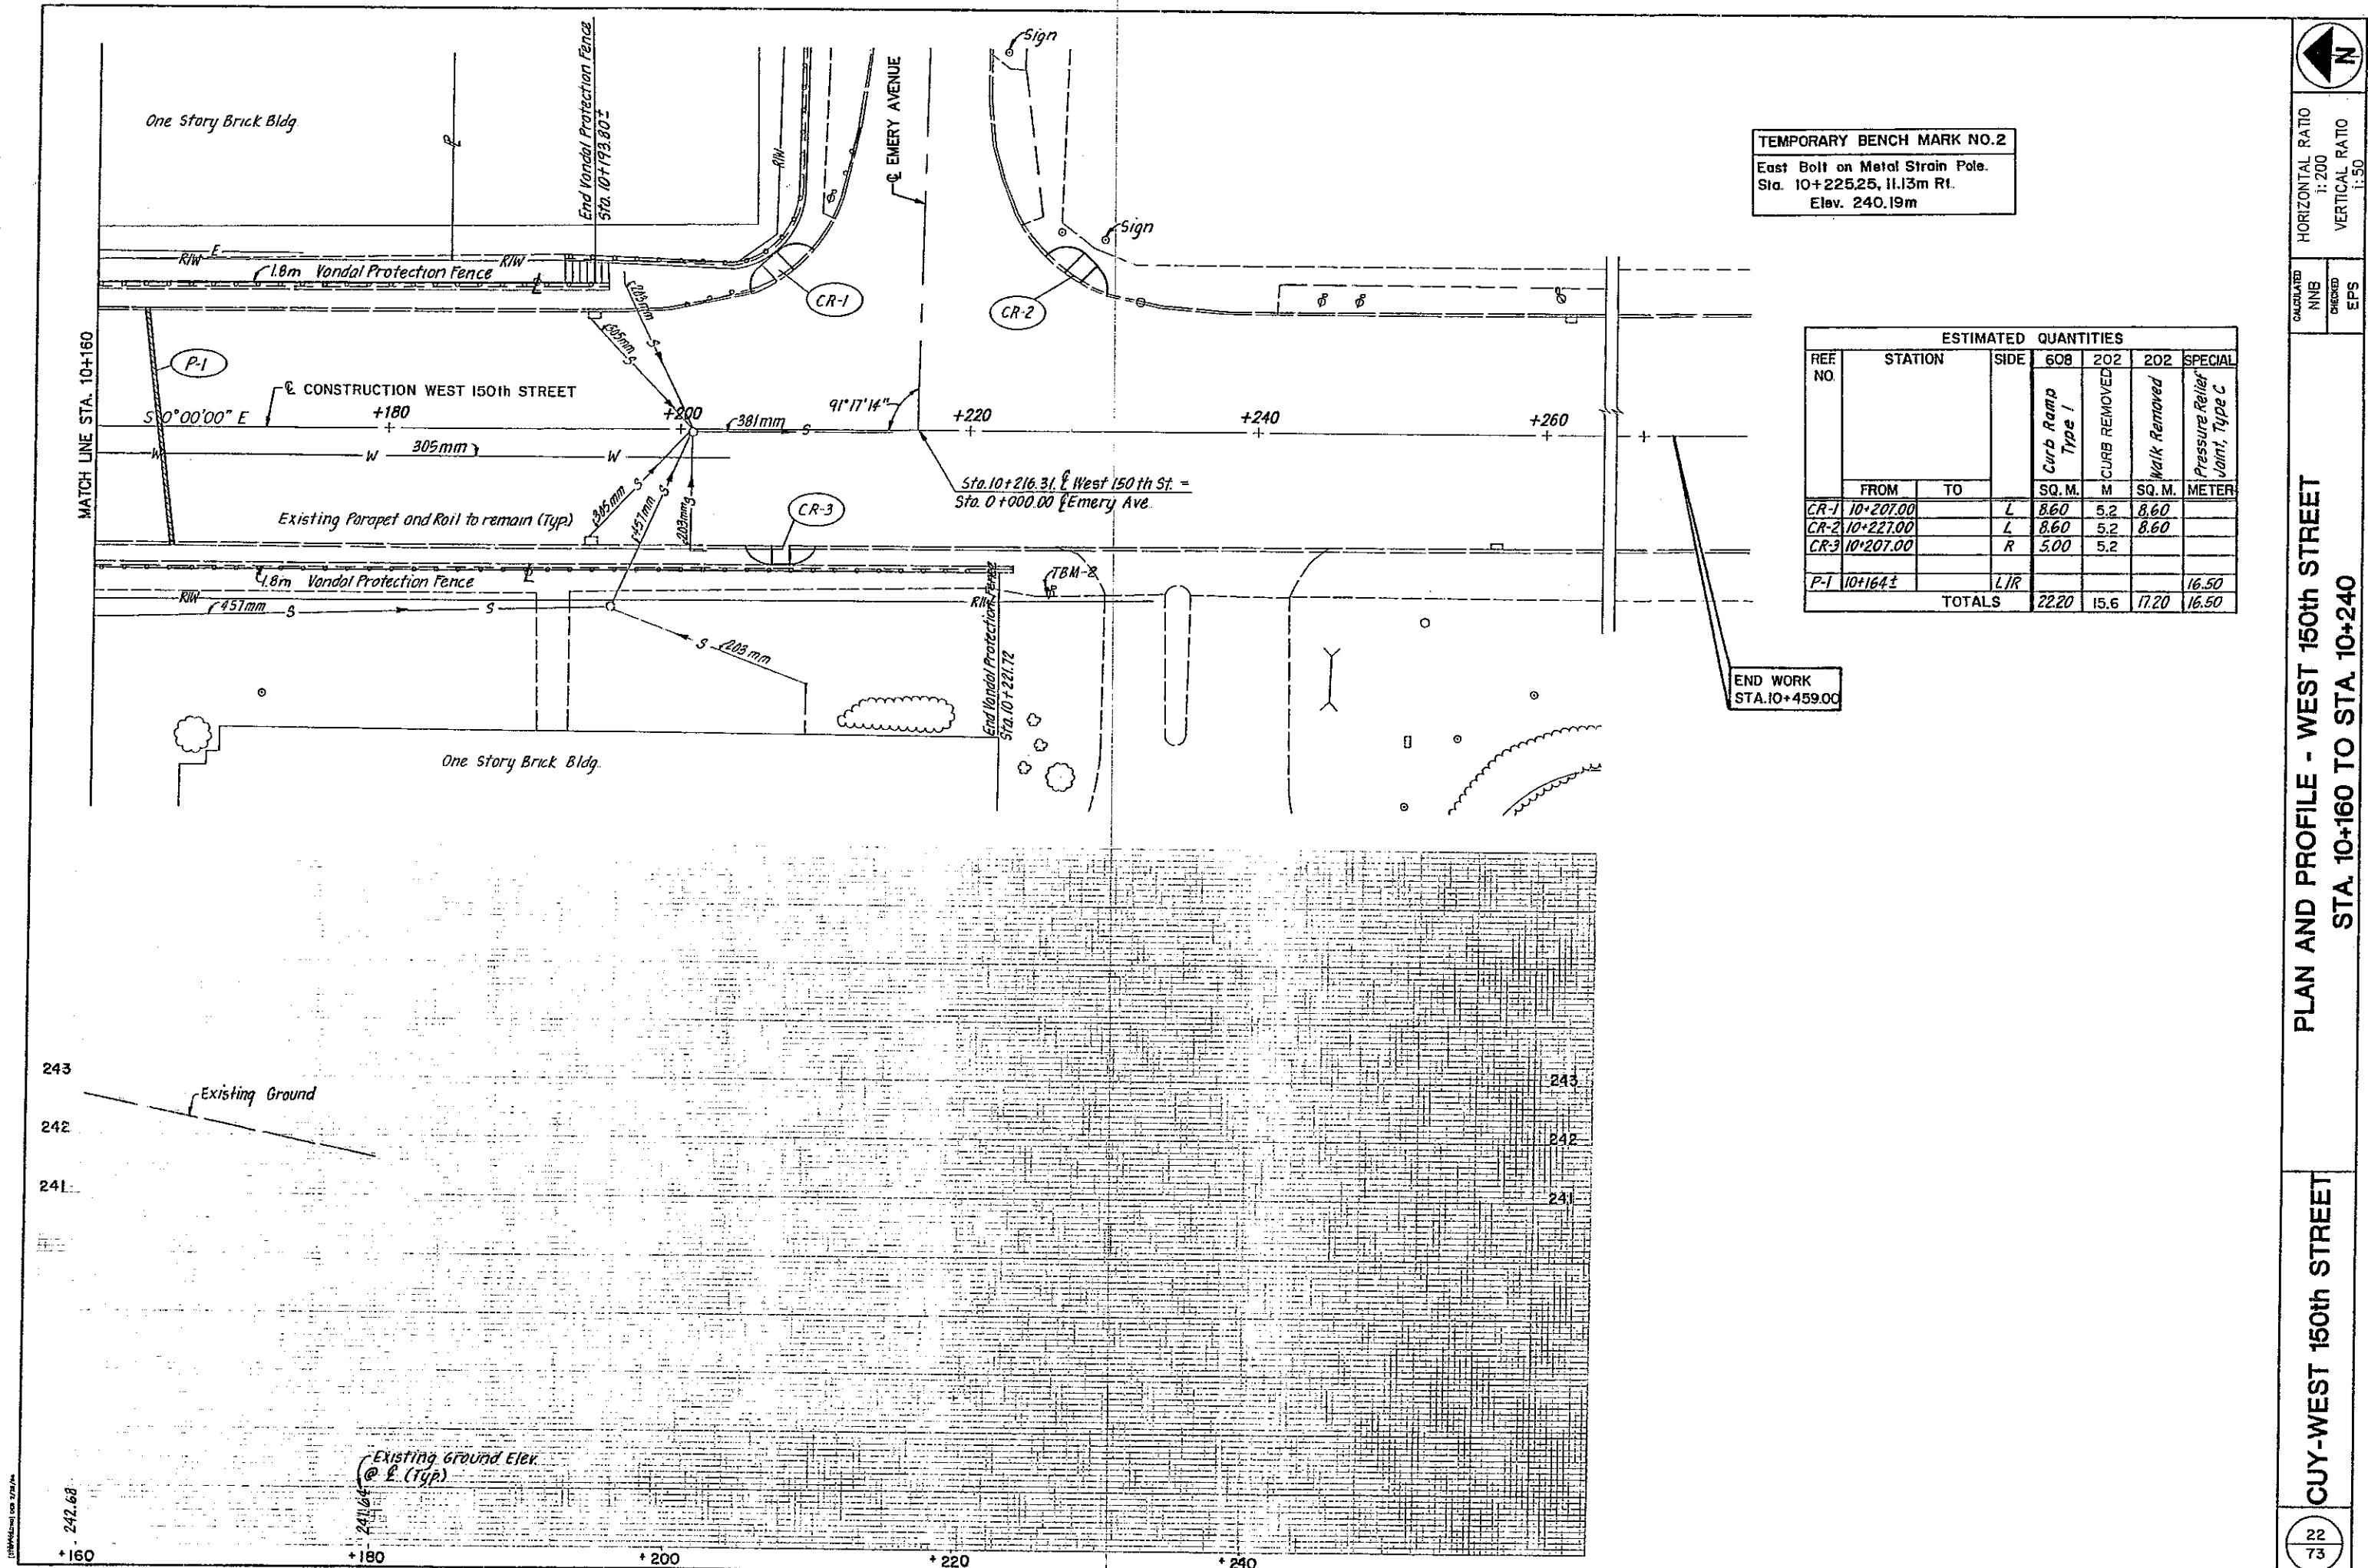 Sign
End Vandal Protection Fence
Sta. 10+193.80±
℄ EMERY AVENUE
R/W
One Story Brick Bldg.
Sign
TEMPORARY BENCH MARK NO.2
East Bolt on Metal Strain Pole.
Sta. 10+225.25, 11.13m Rt.
Elev. 240.19m
R/W
E
R/W
1.8m Vandal Protection Fence
203mm
S
305mm
S
CR-1
CR-2
MATCH LINE STA. 10+160
P-1
℄ CONSTRUCTION WEST 150th STREET
S 0°00'00" E
+180
+200
381mm
S
91°17'14"
+220
+240
+260
W
W
305mm
W
Sta. 10+216.31, ℄ West 150th St. =
Sta. 0+000.00 ℄ Emery Ave.
Existing Parapet and Rail to remain (Typ.)
305mm
S
457mm
S
203mm
S
CR-3
1.8m Vandal Protection Fence
TBM-2
R/W
457mm
S
S
R/W
S
203mm
End Vandal Protection Fence
Sta. 10+221.72
One Story Brick Bldg.
END WORK
STA. 10+459.00
ESTIMATED QUANTITIES
REF. NO. STATION SIDE 608 202 202 SPECIAL
Curb Ramp Type 1
CURB REMOVED
Walk Removed
Pressure Relief Joint, Type C
FROM TO SQ. M. M SQ. M. METER
CR-1 10+207.00 L 8.60 5.2 8.60
CR-2 10+227.00 L 8.60 5.2 8.60
CR-3 10+207.00 R 5.00 5.2
P-1 10+164± L/R 16.50
TOTALS 22.20 15.6 17.20 16.50
243
Existing Ground
242
241
243
242
241
Existing Ground Elev.
@ ℄ (Typ.)
242.68
241.64
+160
+180
+200
+220
+240
N
HORIZONTAL RATIO
1:200
VERTICAL RATIO
1:50
CALCULATED
NNB
CHECKED
EPS
PLAN AND PROFILE - WEST 150th STREET
STA. 10+160 TO STA. 10+240
CUY-WEST 150th STREET
22
73